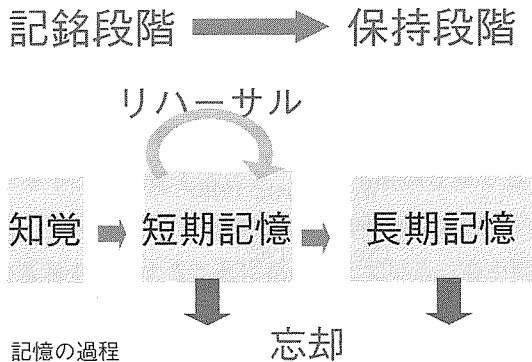 記銘段階 保持段階
リハーサル
知覚 短期記憶 長期記憶
忘却
記憶の過程